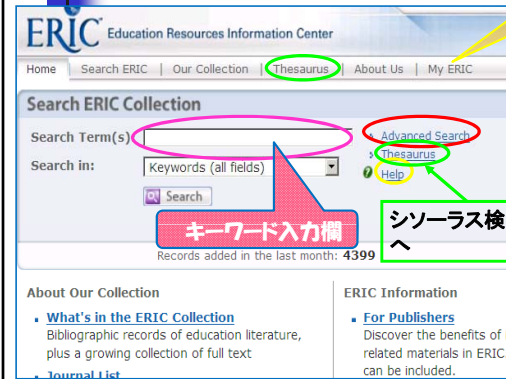 ERIC Education Resources Information Center
Home | Search ERIC | Our Collection | Thesaurus | About Us | My ERIC
Search ERIC Collection
Search Term(s)
› Advanced Search
› Thesaurus
Search in: Keywords (all fields) Help
Search
キーワード入力欄
シソーラス検
へ
Records added in the last month: 4399
About Our Collection
What's in the ERIC Collection
Bibliographic records of education literature,
plus a growing collection of full text
Journal List
ERIC Information
For Publishers
Discover the benefits of
related materials in ERIC
can be included.